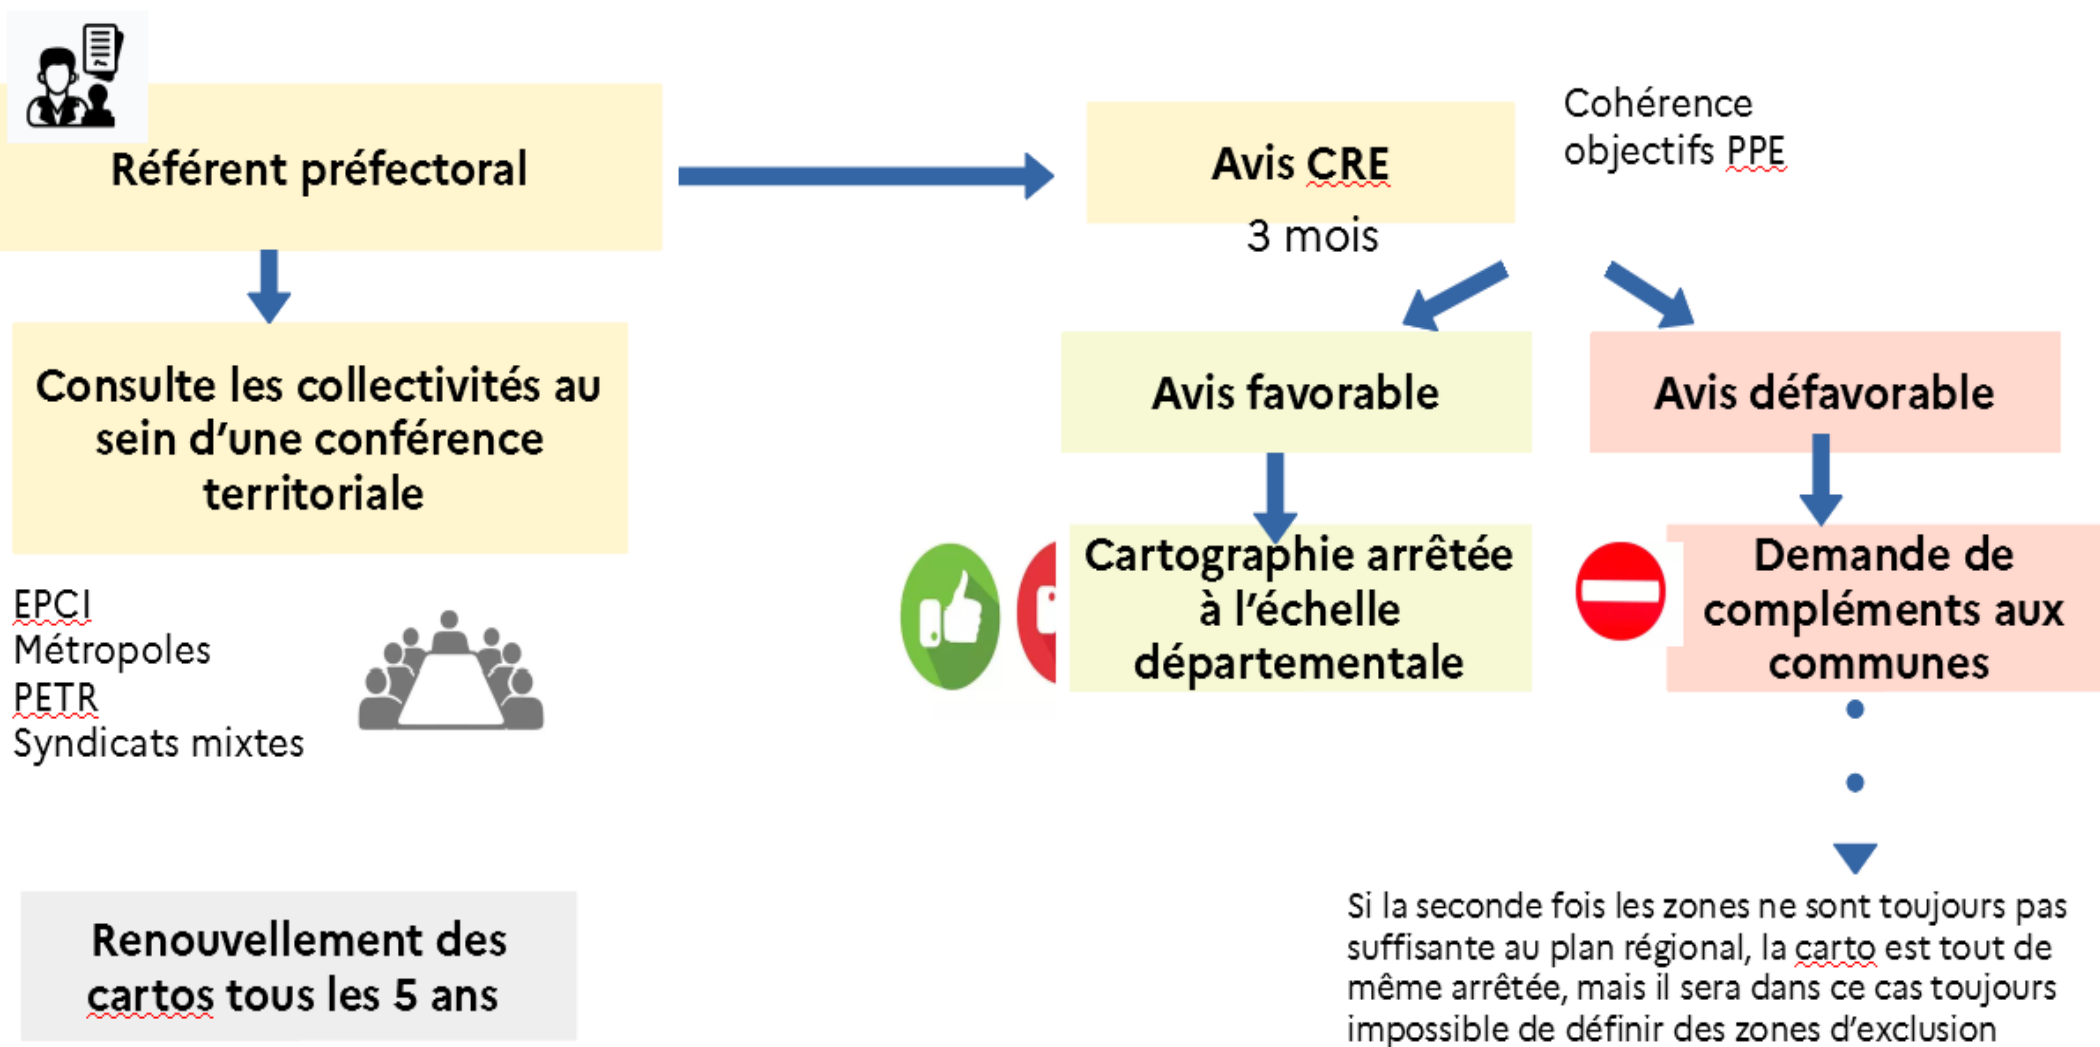 Référent préfectoral
Consulte les collectivités au
sein d’une conférence
territoriale
EPCI
Métropoles
PETR
Syndicats mixtes
Renouvellement des
cartos tous les 5 ans
Avis CRE
3 mois
Cohérence
objectifs PPE
Avis favorable
Cartographie arrêtée
à l’échelle
départementale
Avis défavorable
Demande de
compléments aux
communes
Si la seconde fois les zones ne sont toujours pas
suffisante au plan régional, la carto est tout de
même arrêtée, mais il sera dans ce cas toujours
impossible de définir des zones d’exclusion